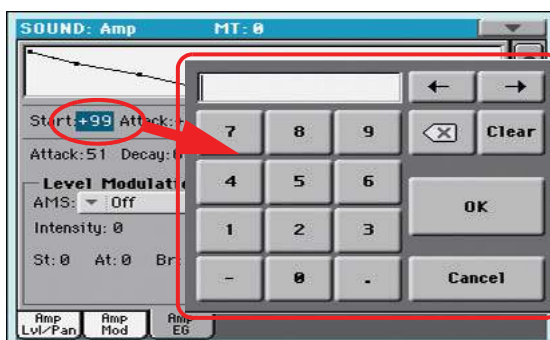 SOUND: Amp MT: 0
Start:+99 Attack:+
Attack:51 Decay:
Level Modulati
AMS: Off
Intensity: 0
St:0 At:0 Br:
← →
7 8 9 Clear
4 5 6 OK
1 2 3
- 0 . Cancel
Amp Lvl/Pan
Amp Mod
Amp EG